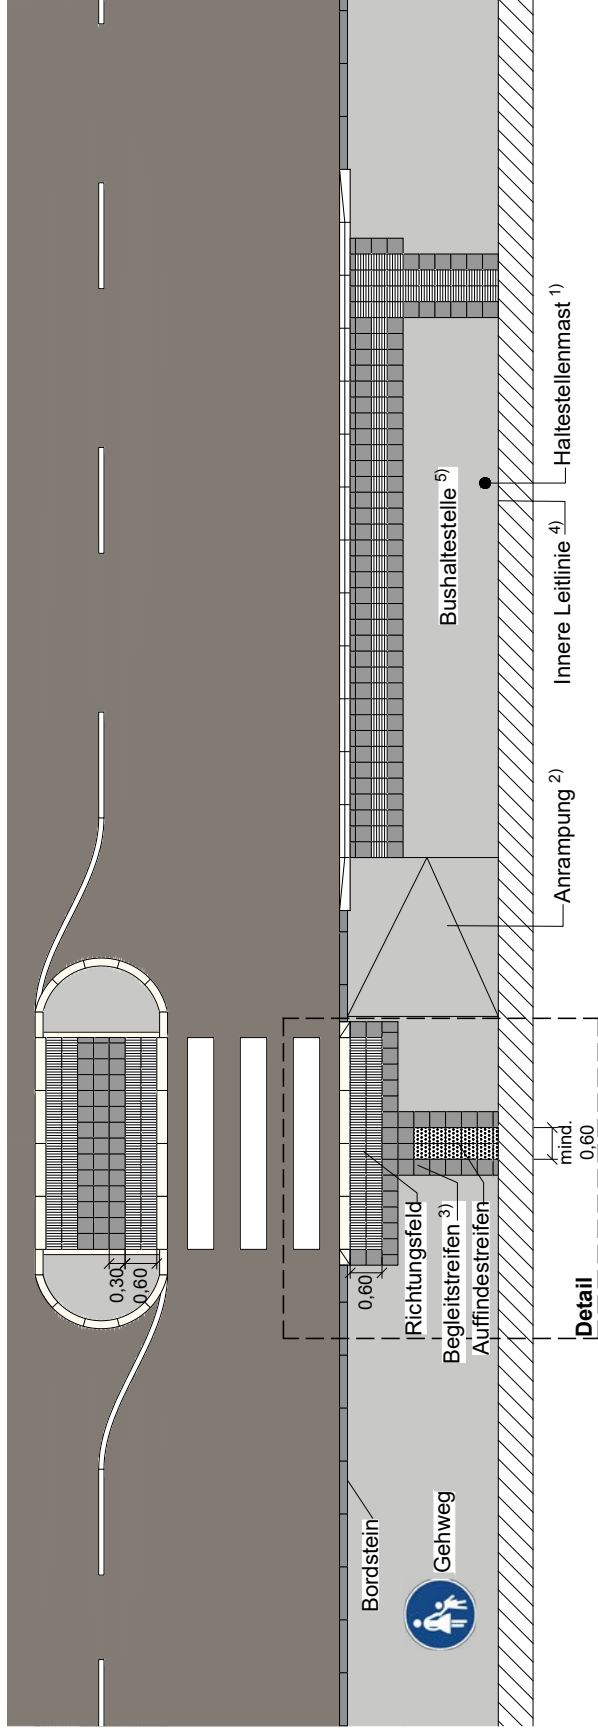 Haltestellenmast 1)
Bushaltestelle 5)
Innere Leitlinie 4)
Anrampung 2)
0,30
0,60
0,60
Richtungsfeld
Begleitstreifen 3)
Auffindestreifen
mind.
0,60
Detail
Bordstein
Gehweg